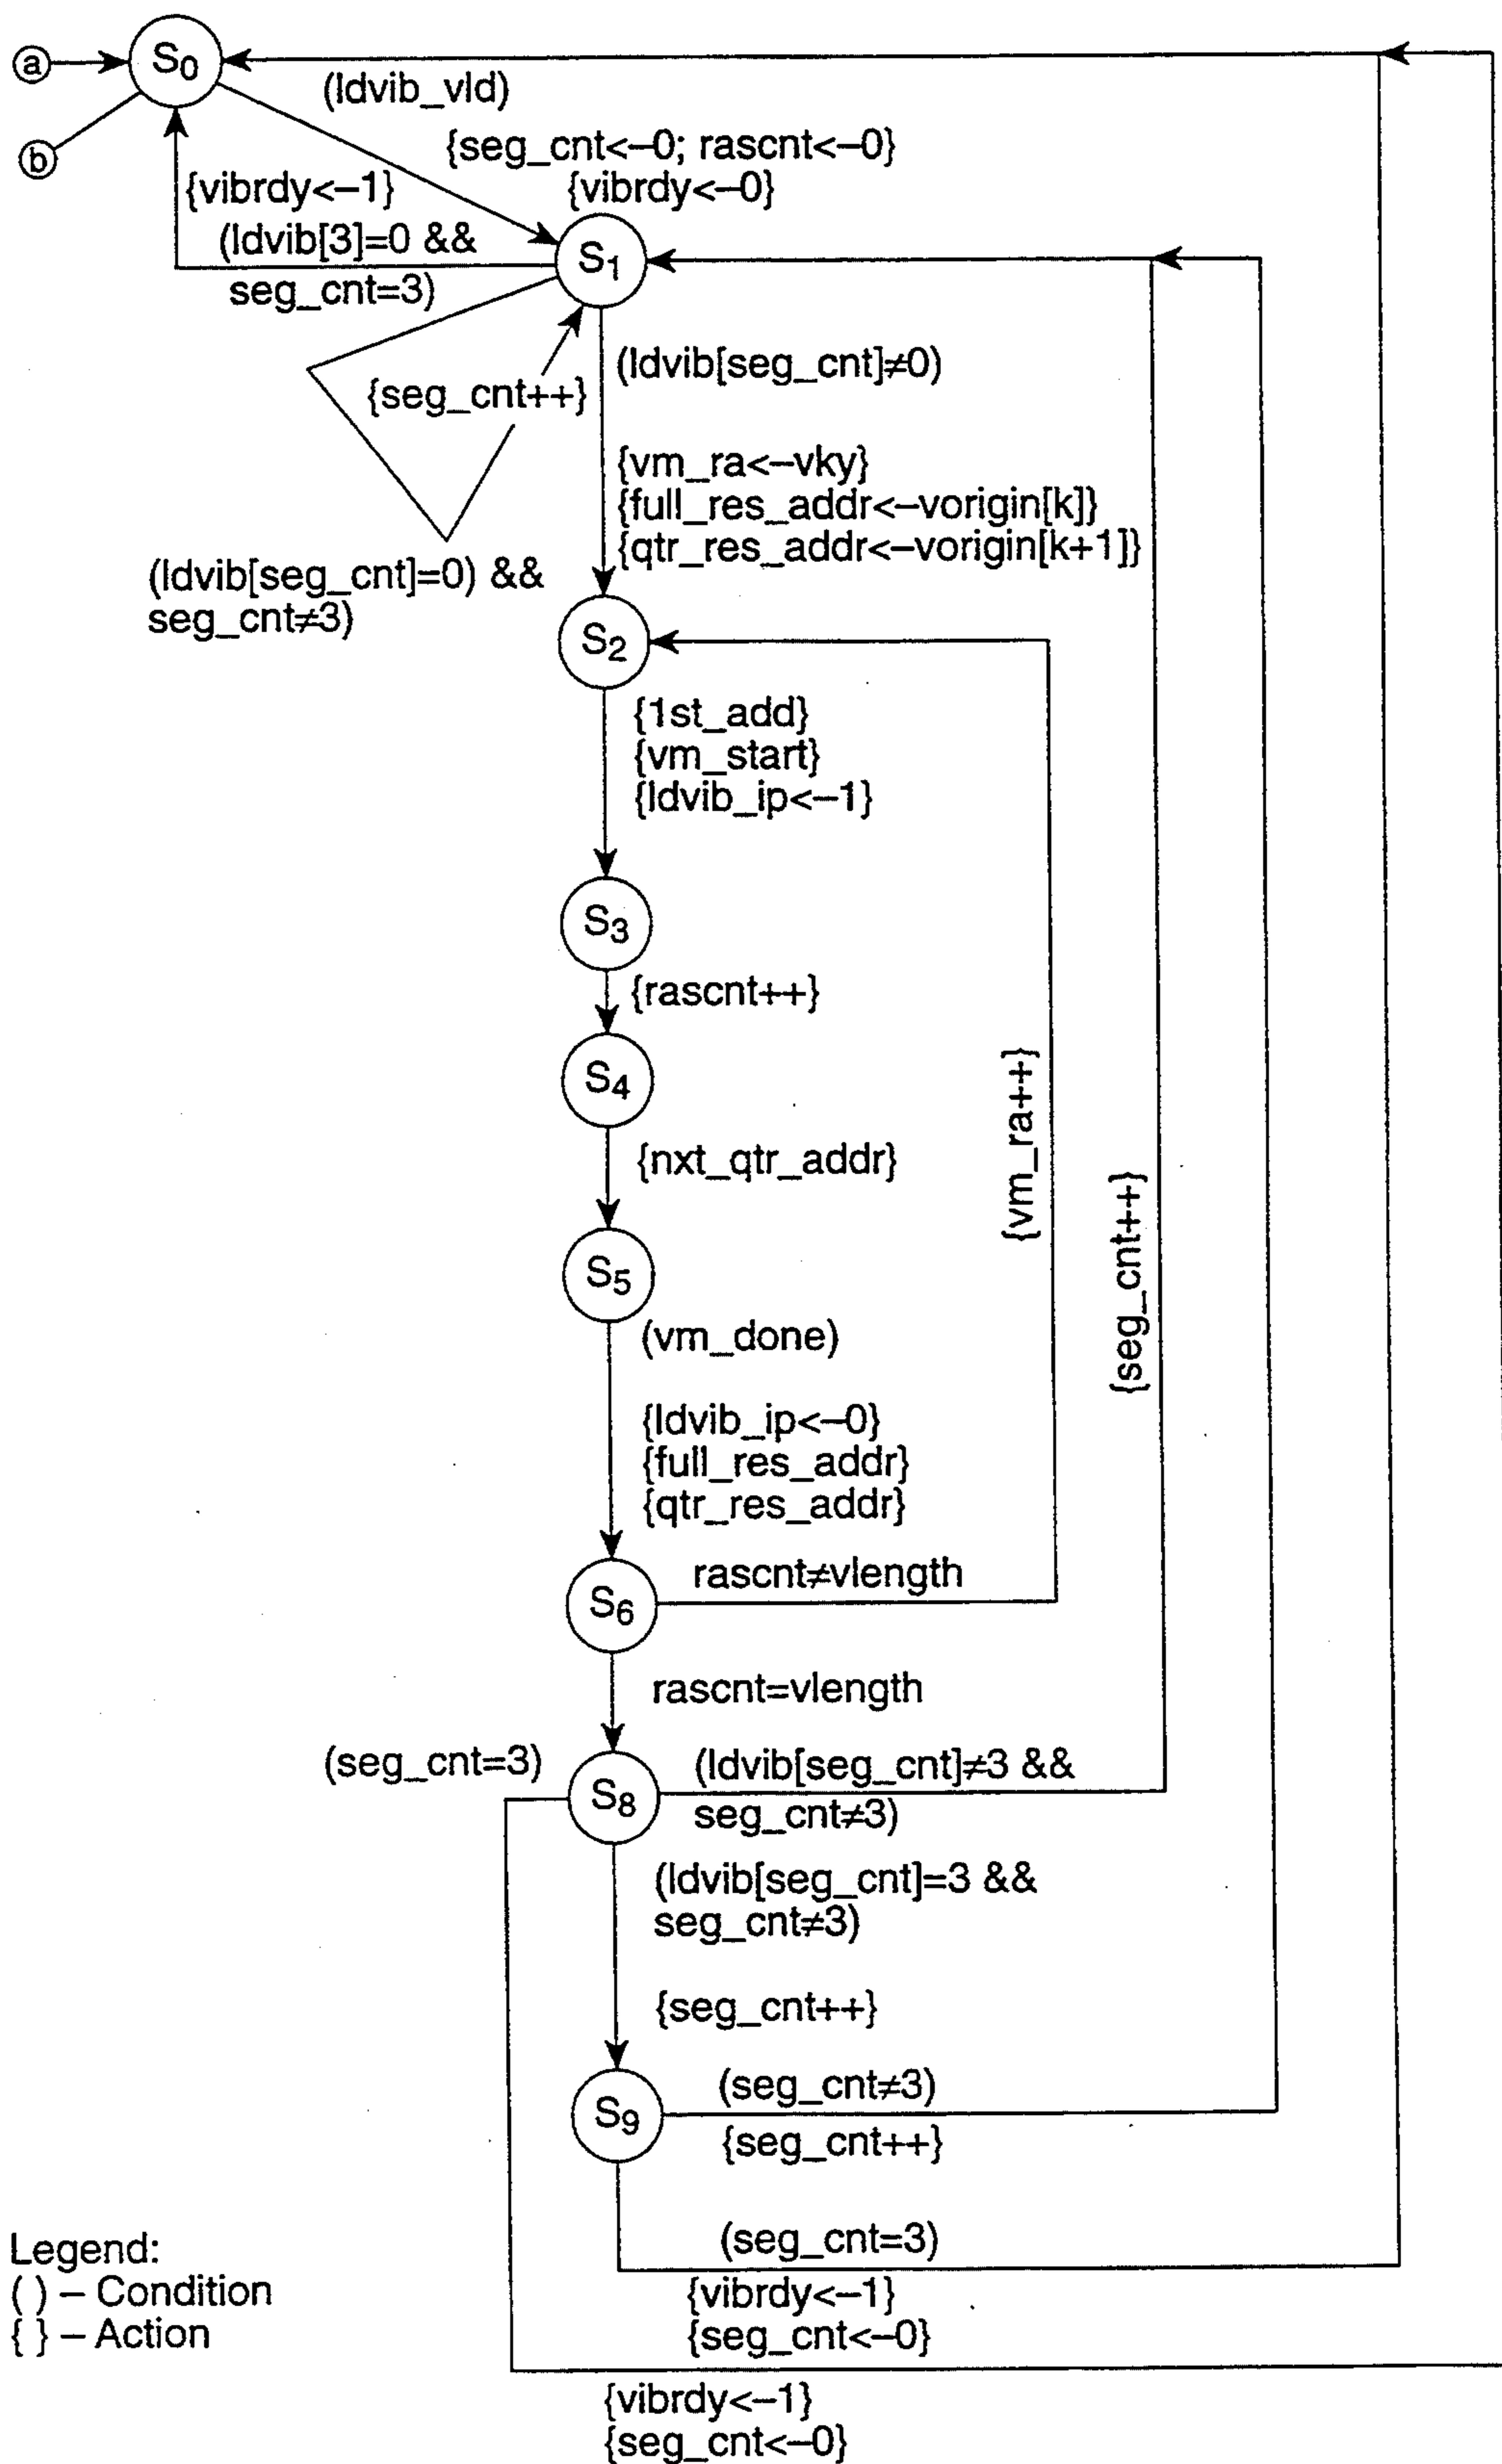 a
S0
(ldvib_vld)
b
{seg_cnt<–0; rascnt<–0}
{vibrdy<–1}
{vibrdy<–0}
(ldvib[3]=0 &&
seg_cnt=3)
S1
(ldvib[seg_cnt]≠0)
{seg_cnt++}
{vm_ra<–vky}
{full_res_addr<–vorigin[k]}
{qtr_res_addr<–vorigin[k+1]}
(ldvib[seg_cnt]=0) &&
seg_cnt≠3)
S2
{1st_add}
{vm_start}
{ldvib_ip<–1}
S3
{rascnt++}
S4
{vm_ra++}
{nxt_qtr_addr}
{seg_cnt++}
S5
(vm_done)
{ldvib_ip<–0}
{full_res_addr}
{qtr_res_addr}
rascnt≠vlength
S6
rascnt=vlength
(seg_cnt=3)
S8
(ldvib[seg_cnt]≠3 &&
seg_cnt≠3)
(ldvib[seg_cnt]=3 &&
seg_cnt≠3)
{seg_cnt++}
S9
(seg_cnt≠3)
{seg_cnt++}
(seg_cnt=3)
{vibrdy<–1}
{seg_cnt<–0}
Legend:
( ) – Condition
{ } – Action
{vibrdy<–1}
{seg_cnt<–0}